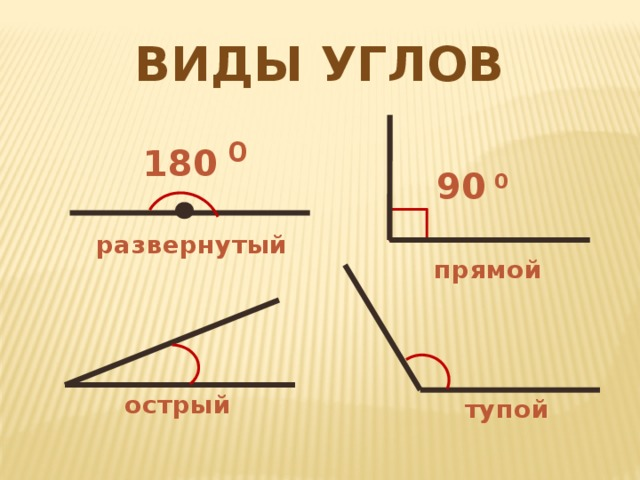 ВИДЫ УГЛОВ
180 0
90 0
развернутый
прямой
острый
тупой